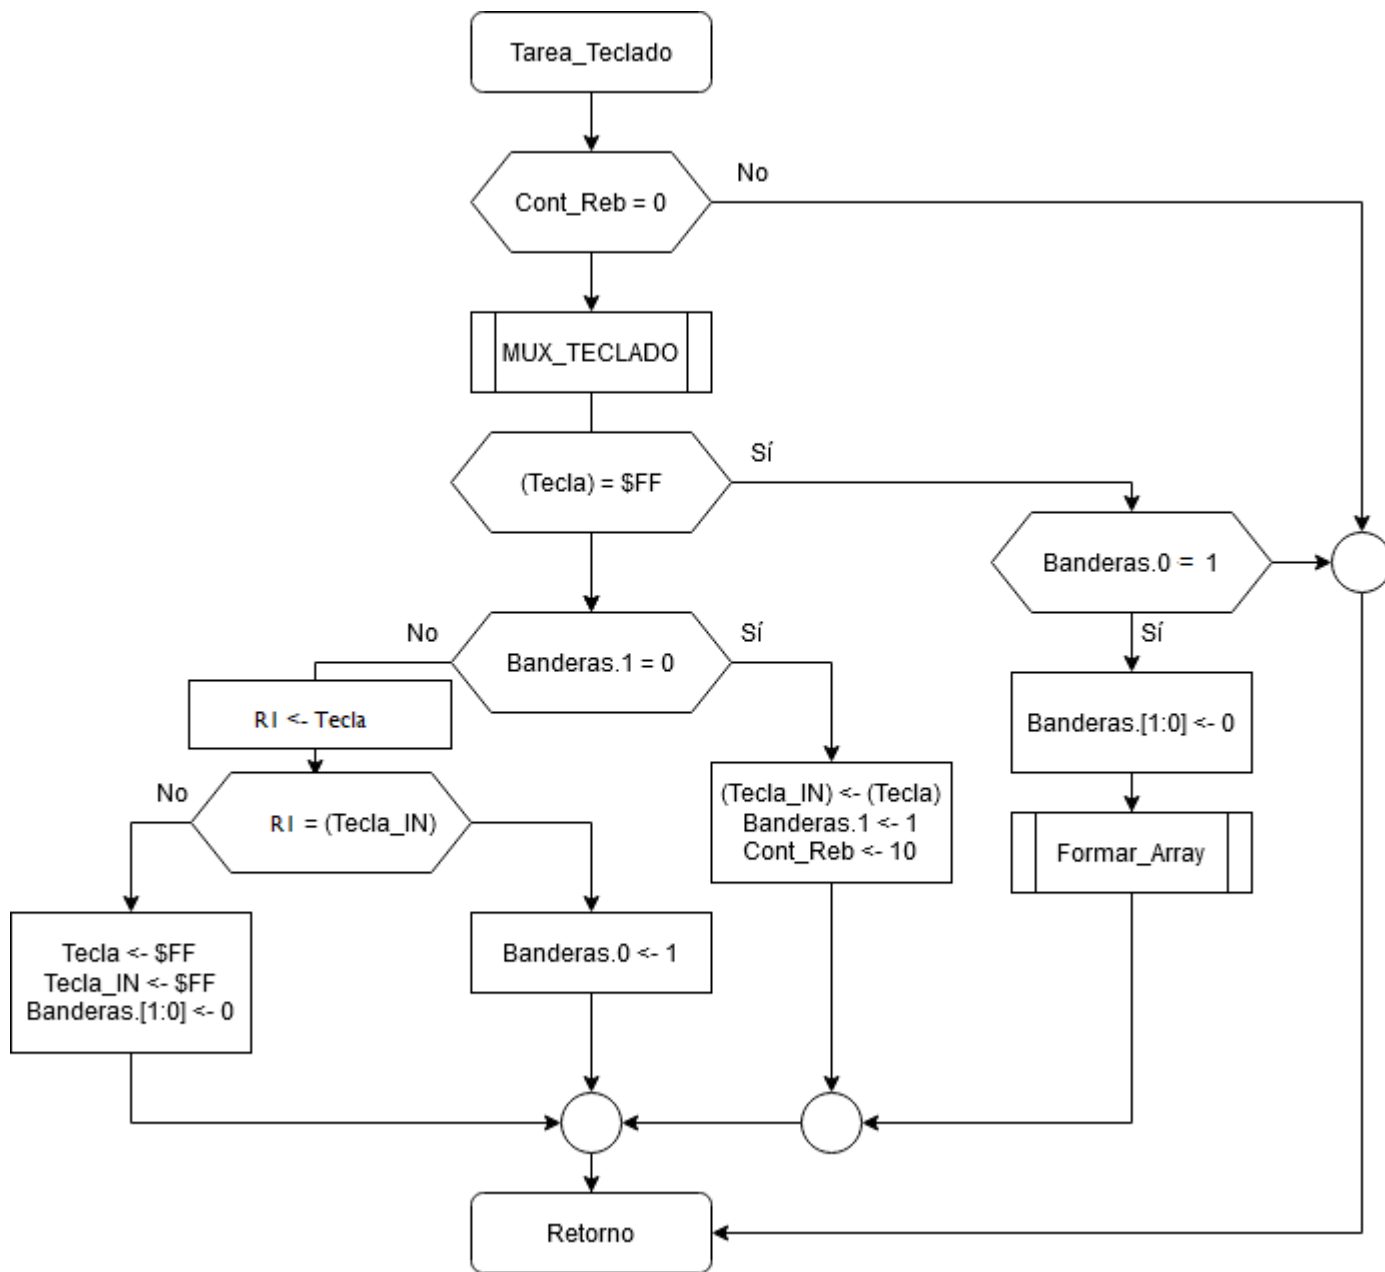 Tarea_Teclado
Cont_Reb = 0
No
MUX_TECLADO
(Tecla) = $FF
Sí
Banderas.0 = 1
Sí
Banderas.1 = 0
No
Sí
R1 <- Tecla
Banderas.[1:0] <- 0
R1 = (Tecla_IN)
No
(Tecla_IN) <- (Tecla)
Banderas.1 <- 1
Cont_Reb <- 10
Formar_Array
Tecla <- $FF
Tecla_IN <- $FF
Banderas.[1:0] <- 0
Banderas.0 <- 1
Retorno